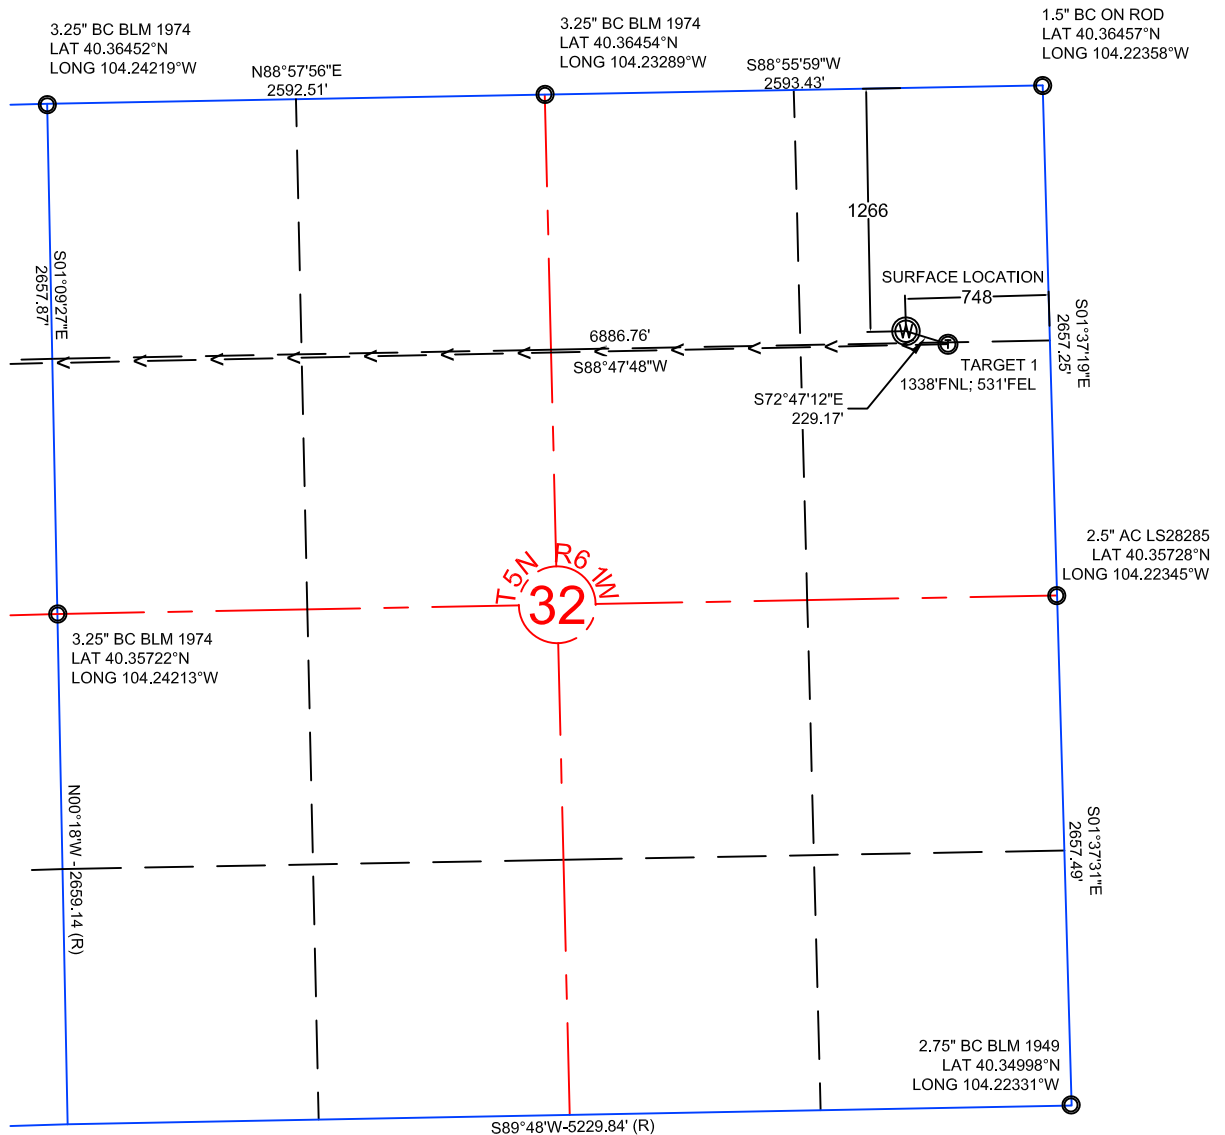 3.25" BC BLM 1974
LAT 40.36452°N
LONG 104.24219°W
3.25" BC BLM 1974
LAT 40.36454°N
LONG 104.23289°W
1.5" BC ON ROD
LAT 40.36457°N
LONG 104.22358°W
N88°57'56"E
2592.51'
S88°55'59"W
2593.43'
1266
SURFACE LOCATION
748
S01°09'27"E
2657.87'
S01°37'19"E
2657.25'
W
T
6886.76'
S88°47'48"W
TARGET 1
1338'FNL; 531'FEL
S72°47'12"E
229.17'
T 5N R61W
32
2.5" AC LS28285
LAT 40.35728°N
LONG 104.22345°W
3.25" BC BLM 1974
LAT 40.35722°N
LONG 104.24213°W
N00°18'W -2659.14 (R)
S01°37'31"E
2657.49'
2.75" BC BLM 1949
LAT 40.34998°N
LONG 104.22331°W
S89°48'W-5229.84' (R)